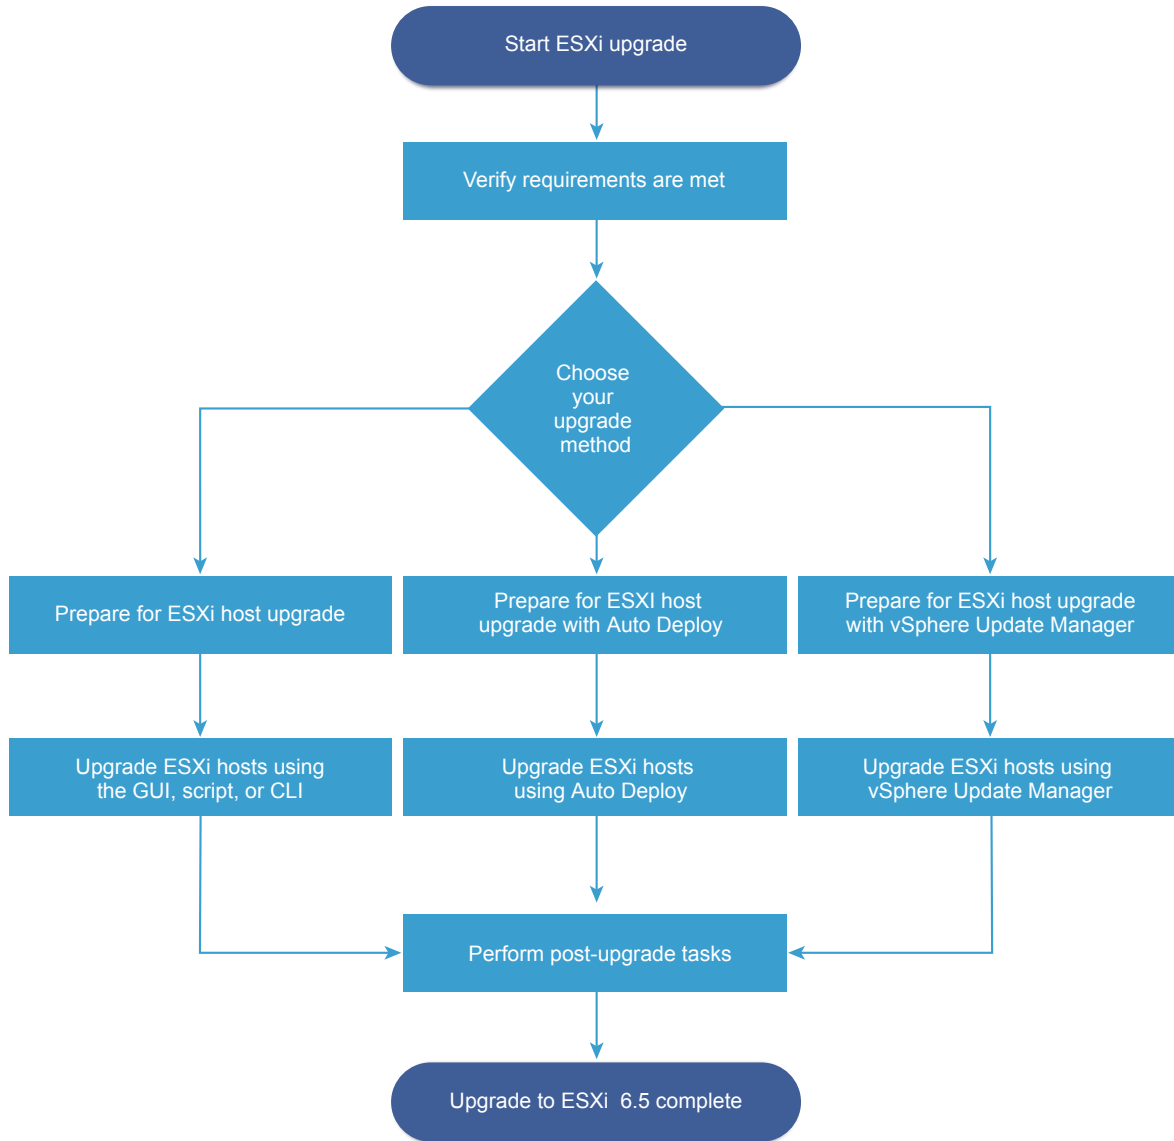 Start ESXi upgrade
Verify requirements are met
Choose
your
upgrade
method
Prepare for ESXi host upgrade
Prepare for ESXI host
upgrade with Auto Deploy
Prepare for ESXi host upgrade
with vSphere Update Manager
Upgrade ESXi hosts using
the GUI, script, or CLI
Upgrade ESXi hosts
using Auto Deploy
Upgrade ESXi hosts using
vSphere Update Manager
Perform post-upgrade tasks
Upgrade to ESXi 6.5 complete